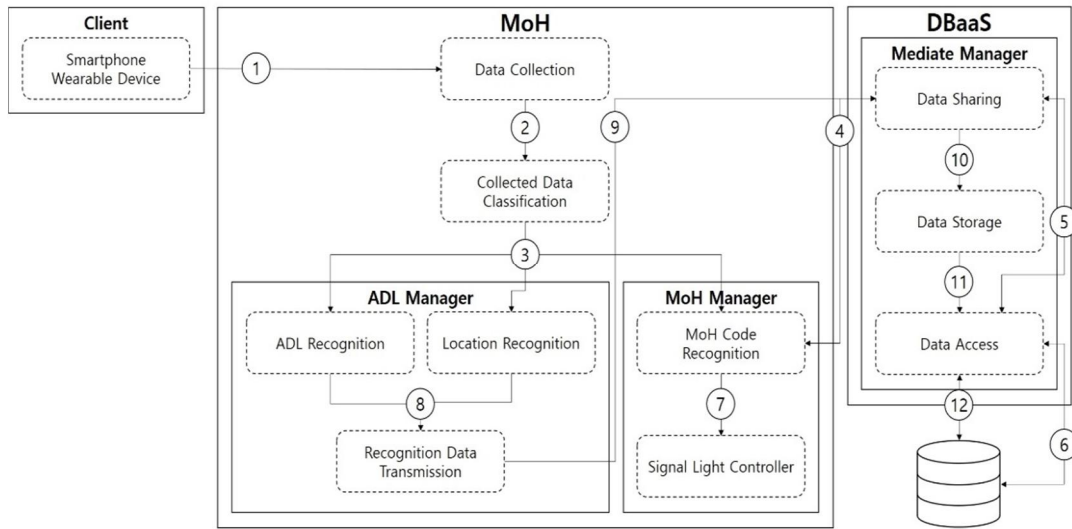 Client
Smartphone
Wearable Device
1
MoH
Data Collection
2
Collected Data
Classification
3
ADL Manager
ADL Recognition
Location Recognition
8
Recognition Data
Transmission
9
MoH Manager
MoH Code
Recognition
7
Signal Light Controller
4
DBaaS
Mediate Manager
Data Sharing
10
Data Storage
5
11
Data Access
12
6